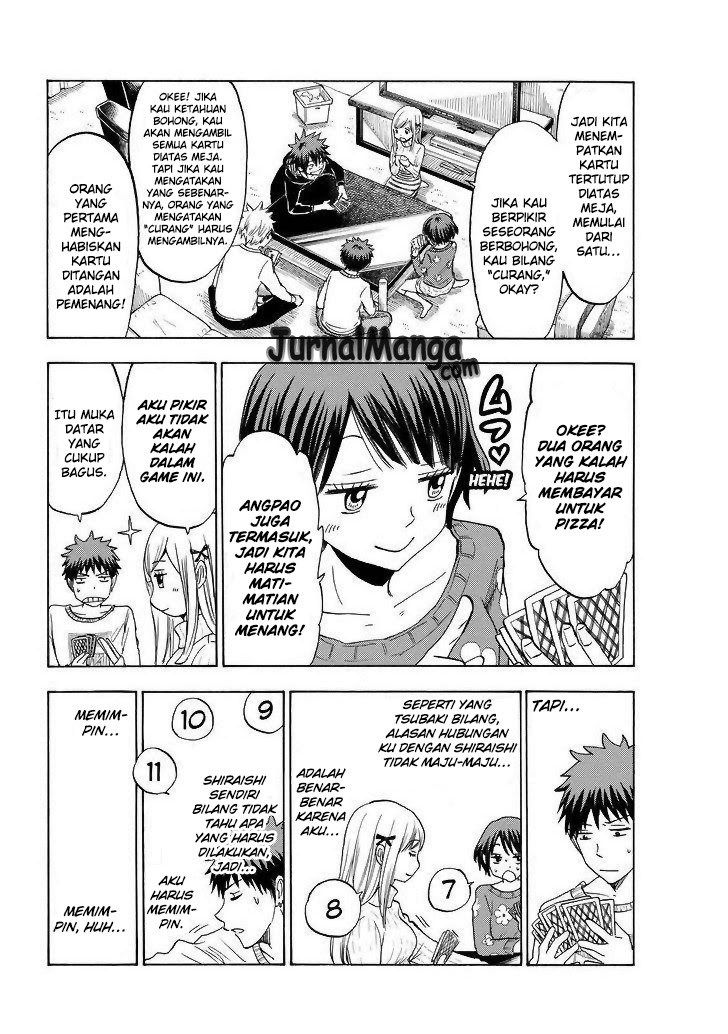 JADI KITA
MENEM-
PATKAN
KARTU
TERTUTUP
DIATAS
MEJA,
MEMULAI
DARI
SATU...
JIKA KAU
BERPIKIR
SESEORANG
BERBOHONG,
KAU BILANG
"CURANG,"
OKAY?
OKEE! JIKA
KAU KETAHUAN
BOHONG, KAU
AKAN MENGAMBIL
SEMUA KARTU
DIATAS MEJA.
TAPI JIKA KAU
MENGATAKAN
YANG SEBENAR-
NYA, ORANG YANG
MENGATAKAN
"CURANG" HARUS
MENGAMBILNYA.
ORANG
YANG
PERTAMA
MENG-
HABISKAN
KARTU
DITANGAN
ADALAH
PEMENANG!
JurnalManga
.com
OKEE?
DUA ORANG
YANG KALAH
HARUS
MEMBAYAR
UNTUK
PIZZA!
ムフ♡
HEHE!
ANGPAO
JUGA
TERMASUK,
JADI KITA
HARUS
MATI-
MATIAN
UNTUK
MENANG!
AKU PIKIR
AKU TIDAK
AKAN
KALAH
DALAM
GAME INI.
ITU MUKA
DATAR
YANG
CUKUP
BAGUS.
TAPI...
SEPERTI YANG
TSUBAKI BILANG,
ALASAN HUBUNGAN
KU DENGAN SHIRAISHI
TIDAK MAJU-MAJU...
7
ADALAH
BENAR-
BENAR
KARENA
AKU...
8
9
10
SHIRAISHI
SENDIRI
BILANG TIDAK
TAHU APA
YANG HARUS
DILAKUKAN,
JADI...
AKU
HARUS
MEMIM-
PIN.
11
MEMIM-
PIN...
MEMIM-
PIN, HUH...